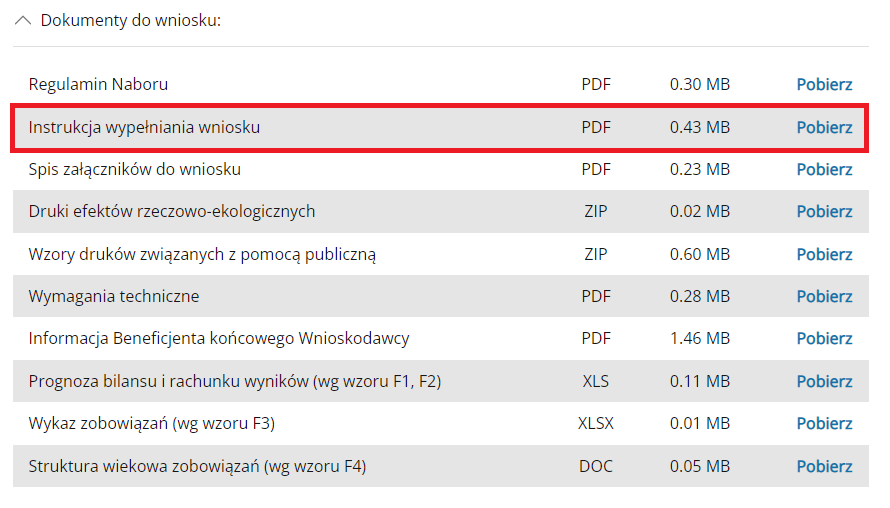 Dokumenty do wniosku:
Regulamin Naboru PDF 0.30 MB Pobierz
Instrukcja wypełniania wniosku PDF 0.43 MB Pobierz
Spis załączników do wniosku PDF 0.23 MB Pobierz
Druki efektów rzeczowo-ekologicznych ZIP 0.02 MB Pobierz
Wzory druków związanych z pomocą publiczną ZIP 0.60 MB Pobierz
Wymagania techniczne PDF 0.28 MB Pobierz
Informacja Beneficjenta końcowego Wnioskodawcy PDF 1.46 MB Pobierz
Prognoza bilansu i rachunku wyników (wg wzoru F1, F2) XLS 0.11 MB Pobierz
Wykaz zobowiązań (wg wzoru F3) XLSX 0.01 MB Pobierz
Struktura wiekowa zobowiązań (wg wzoru F4) DOC 0.05 MB Pobierz